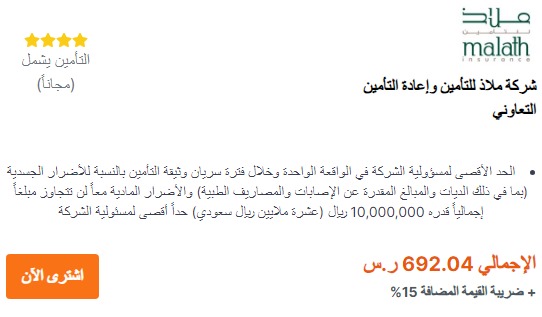 ملاذ
للتأمين
malath
insurance
التأمين يشمل
(مجاناً)
شركة ملاذ للتأمين وإعادة التأمين
التعاوني
• الحد الأقصى لمسؤولية الشركة في الواقعة الواحدة وخلال فترة سريان وثيقة التأمين بالنسبة للأضرار الجسدية
(بما في ذلك الديات والمبالغ المقدرة عن الإصابات والمصاريف الطبية) والأضرار المادية معاً لن تتجاوز مبلغاً
إجمالياً قدره 10,000,000 ريال (عشرة ملايين ريال سعودي) حداً أقصى لمسئولية الشركة
الإجمالي 692.04 ر.س
+ ضريبة القيمة المضافة 15%
اشترى الآن